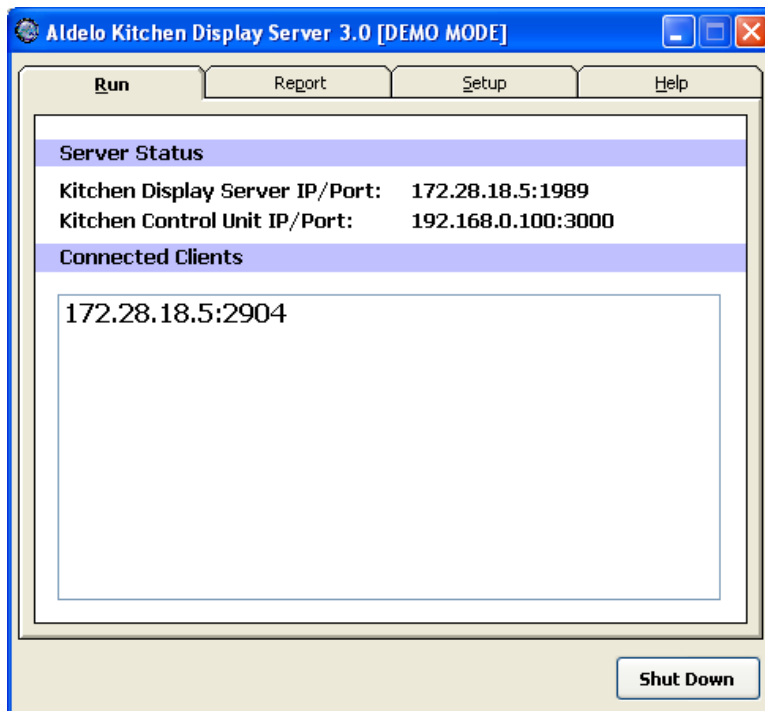 Aldelo Kitchen Display Server 3.0 [DEMO MODE]
Run Report Setup Help
Server Status
Kitchen Display Server IP/Port: 172.28.18.5:1989
Kitchen Control Unit IP/Port: 192.168.0.100:3000
Connected Clients
172.28.18.5:2904
Shut Down